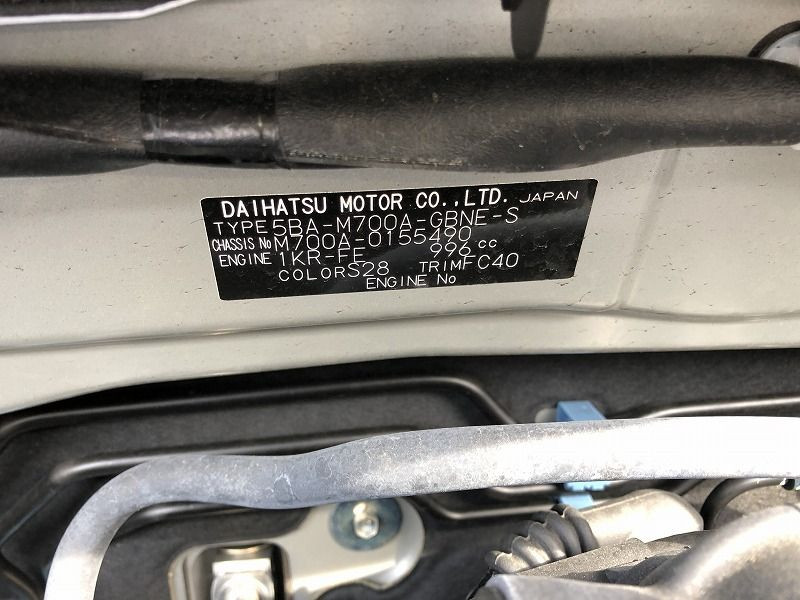 DAIHATSU MOTOR CO.,LTD. JAPAN
TYPE 5BA-M700A-GBNE-S
CHASSIS No M700A-0155490
ENGINE 1KR-FE 996 cc
COLOR S28 TRIM FC40
ENGINE No